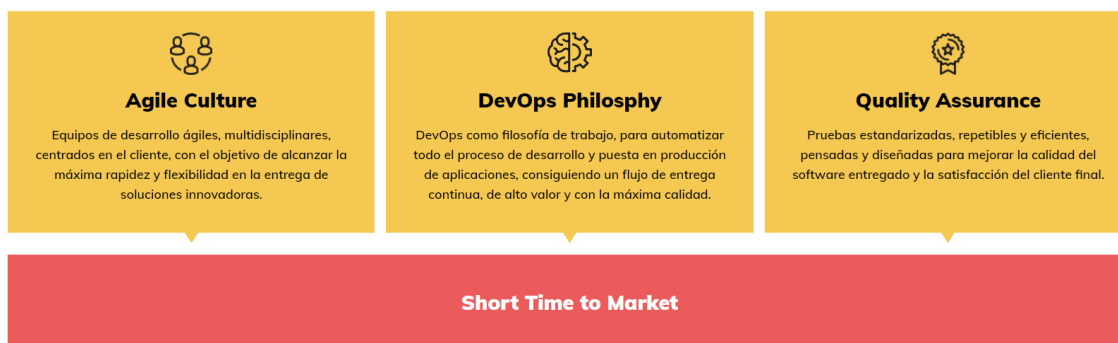 Agile Culture
Equipos de desarrollo ágiles, multidisciplinares,
centrados en el cliente, con el objetivo de alcanzar la
máxima rapidez y flexibilidad en la entrega de
soluciones innovadoras.
DevOps Philosphy
DevOps como filosofía de trabajo, para automatizar
todo el proceso de desarrollo y puesta en producción
de aplicaciones, consiguiendo un flujo de entrega
continua, de alto valor y con la máxima calidad.
Quality Assurance
Pruebas estandarizadas, repetibles y eficientes,
pensadas y diseñadas para mejorar la calidad del
software entregado y la satisfacción del cliente final.
Short Time to Market